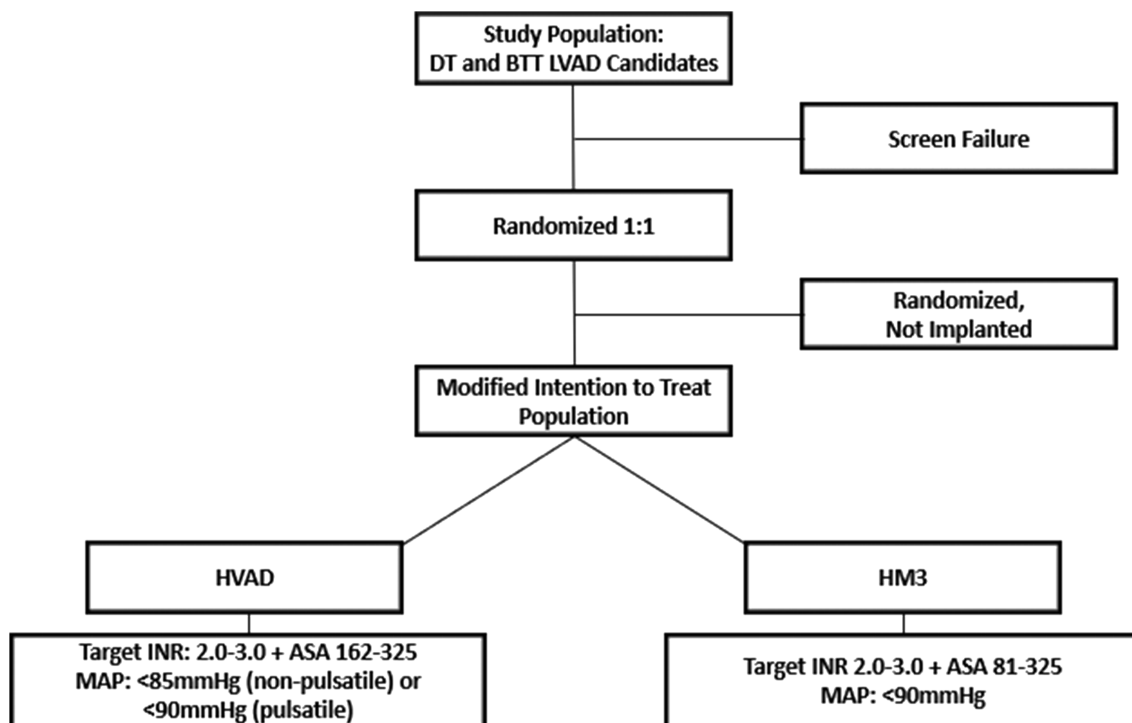 Study Population:
DT and BTT LVAD Candidates
Screen Failure
Randomized 1:1
Randomized,
Not Implanted
Modified Intention to Treat
Population
HVAD
HM3
Target INR: 2.0-3.0 + ASA 162-325
MAP: <85mmHg (non-pulsatile) or
<90mmHg (pulsatile)
Target INR 2.0-3.0 + ASA 81-325
MAP: <90mmHg